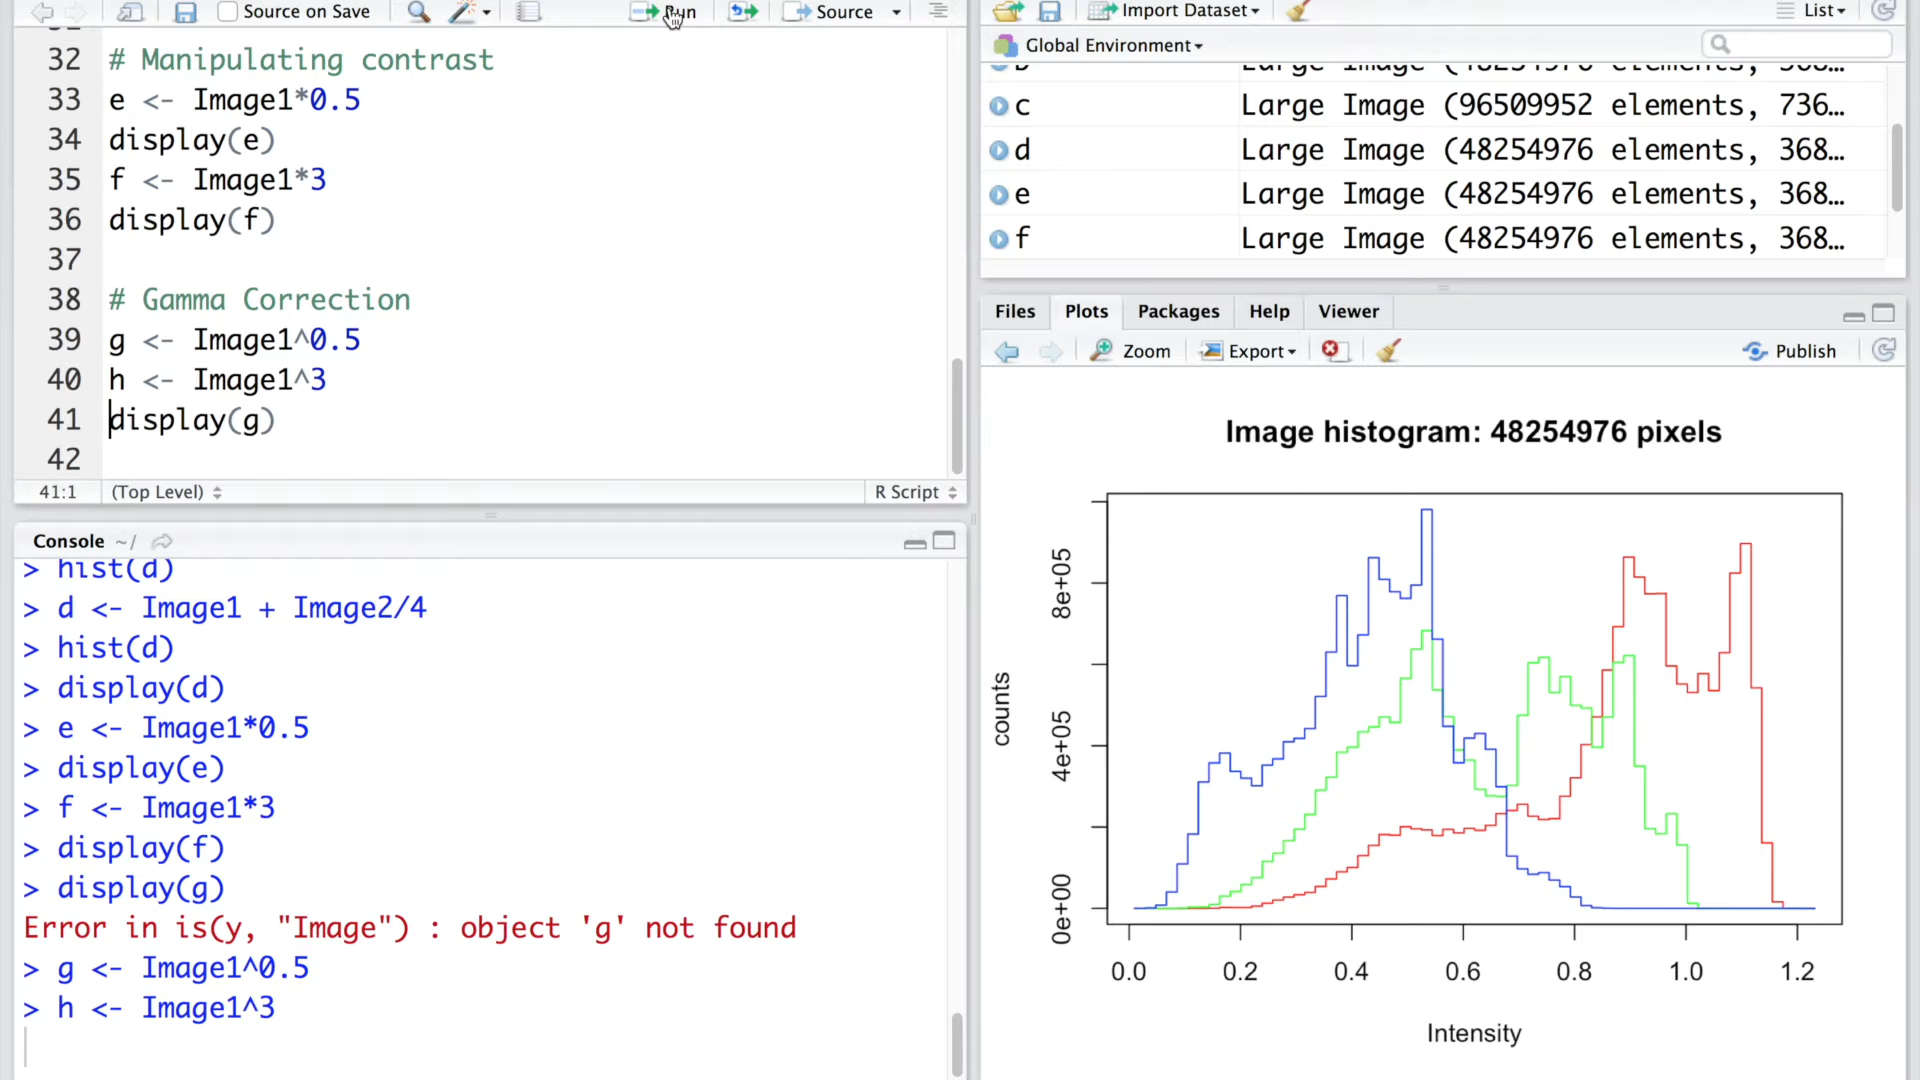 Source on Save
Run
Source
32 # Manipulating contrast
33 e <- Image1*0.5
34 display(e)
35 f <- Image1*3
36 display(f)
37
38 # Gamma Correction
39 g <- Image1^0.5
40 h <- Image1^3
41 display(g)
42
41:1 (Top Level) R Script
Console ~/
> hist(d)
> d <- Image1 + Image2/4
> hist(d)
> display(d)
> e <- Image1*0.5
> display(e)
> f <- Image1*3
> display(f)
> display(g)
Error in is(y, "Image") : object 'g' not found
> g <- Image1^0.5
> h <- Image1^3
Import Dataset
List
Global Environment
c Large Image (96509952 elements, 736…
d Large Image (48254976 elements, 368…
e Large Image (48254976 elements, 368…
f Large Image (48254976 elements, 368…
Files Plots Packages Help Viewer
Zoom Export Publish
Image histogram: 48254976 pixels
counts
8e+05
4e+05
0e+00
0.0 0.2 0.4 0.6 0.8 1.0 1.2
Intensity